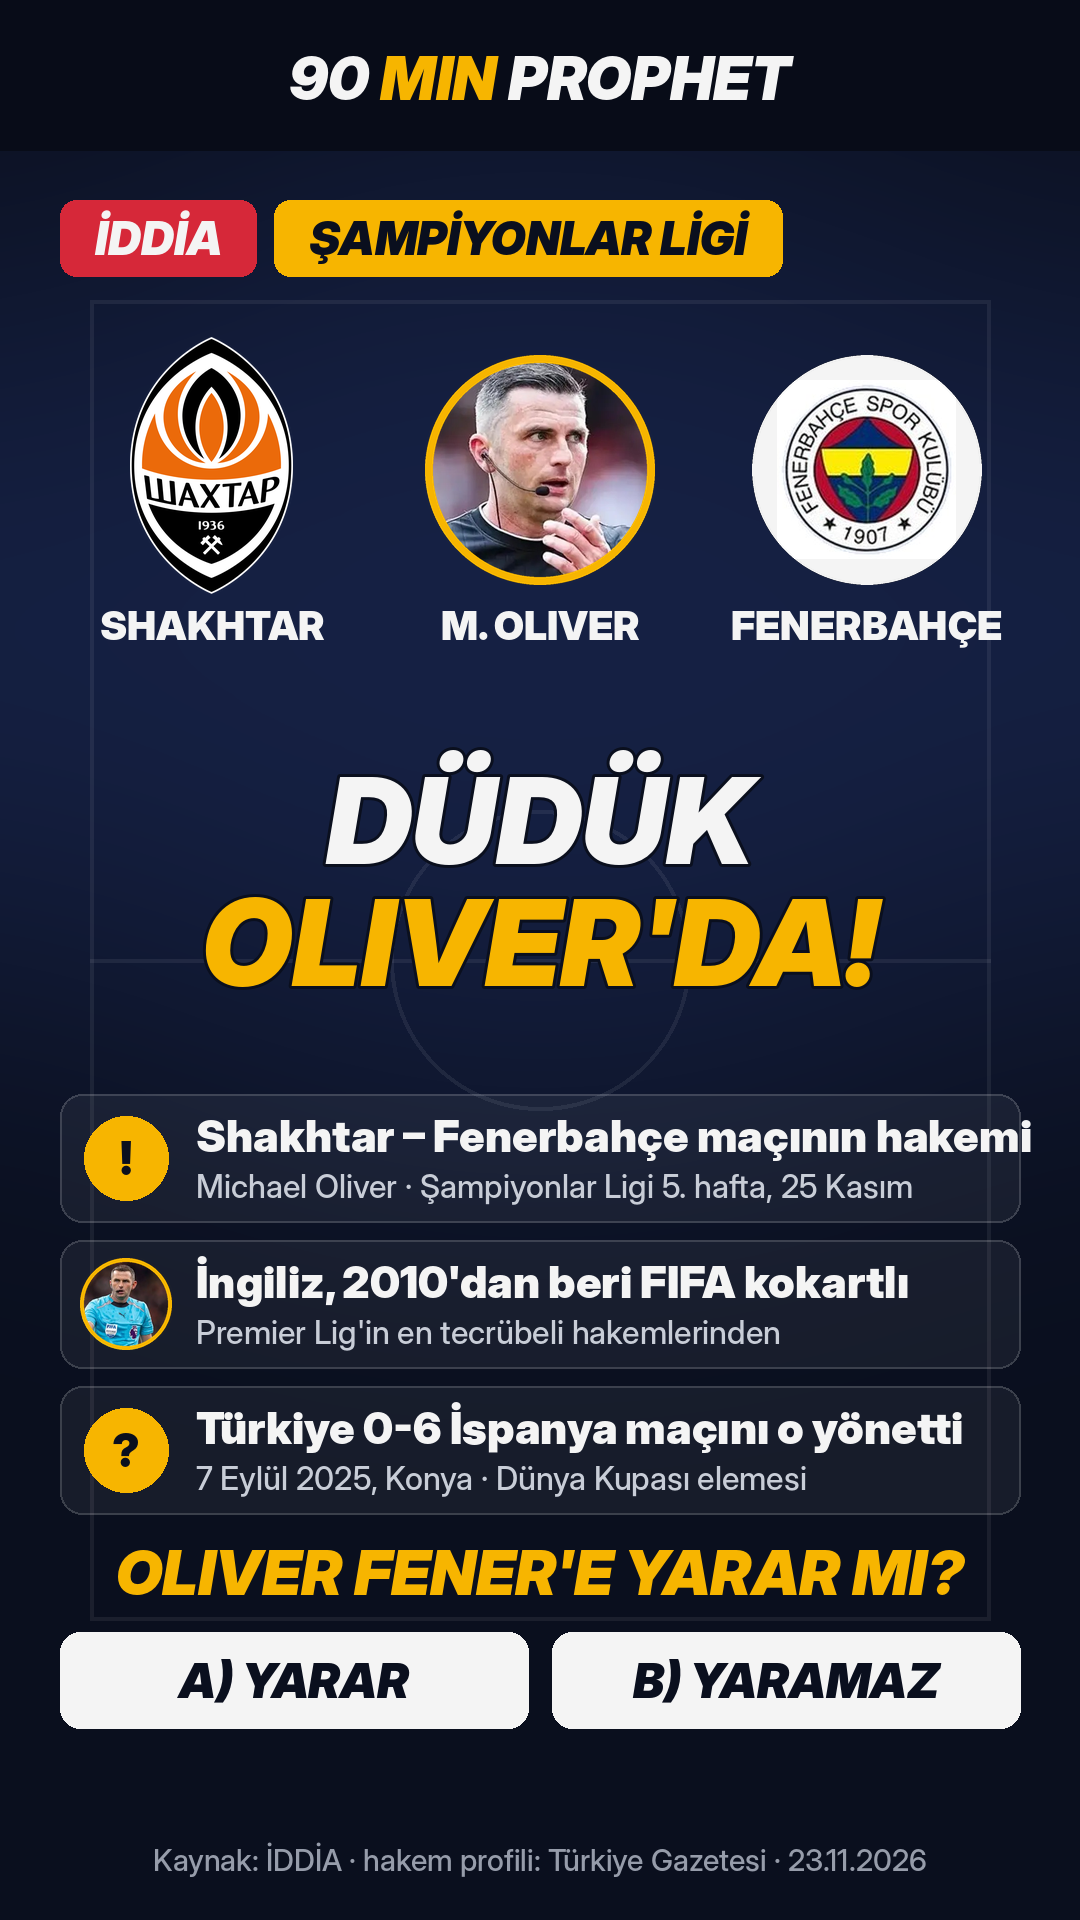 90 MIN PROPHET
İDDİA
ŞAMPİYONLAR LİGİ
ШАХТАР
1936
FENERBAHÇE SPOR KULÜBÜ
1907
SHAKHTAR
M. OLIVER
FENERBAHÇE
DÜDÜK
OLIVER'DA!
!
Shakhtar – Fenerbahçe maçının hakemi
Michael Oliver · Şampiyonlar Ligi 5. hafta, 25 Kasım
İngiliz, 2010'dan beri FIFA kokartlı
Premier Lig'in en tecrübeli hakemlerinden
?
Türkiye 0-6 İspanya maçını o yönetti
7 Eylül 2025, Konya · Dünya Kupası elemesi
OLIVER FENER'E YARAR MI?
A) YARAR
B) YARAMAZ
Kaynak: İDDİA · hakem profili: Türkiye Gazetesi · 23.11.2026